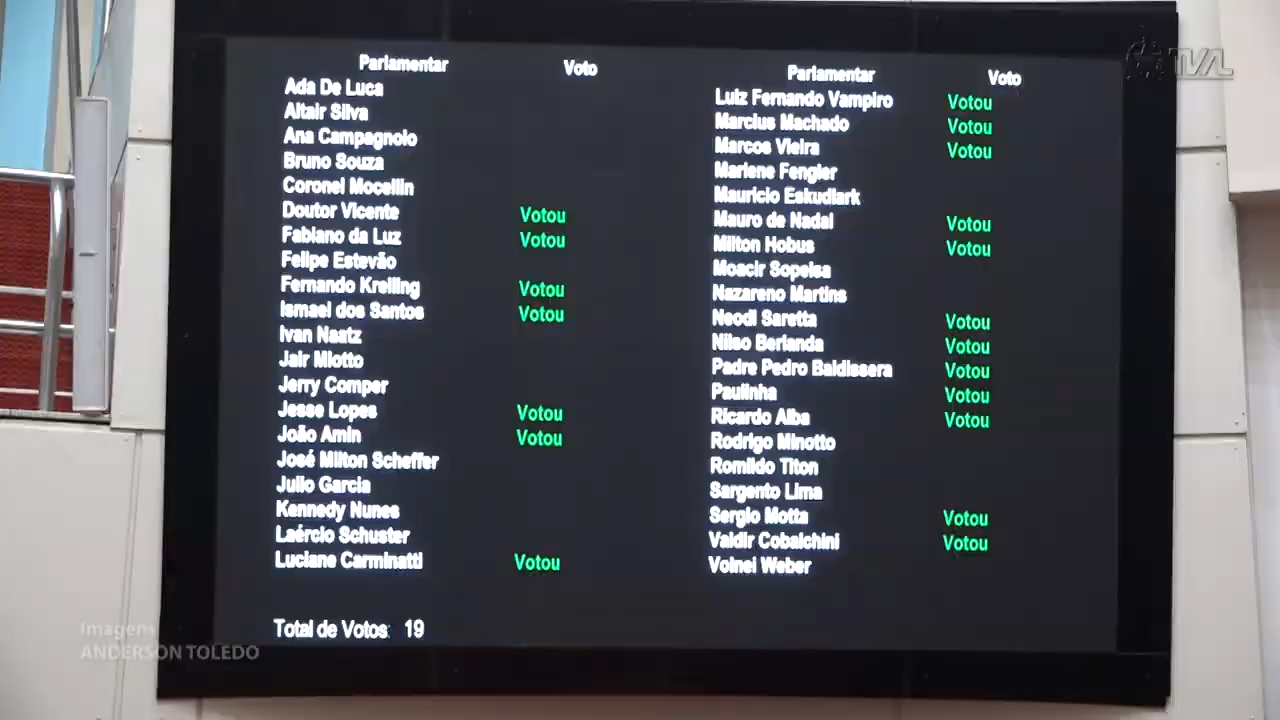 Parlamentar Voto
Ada De Luca
Altair Silva
Ana Campagnolo
Bruno Souza
Coronel Mocellin
Doutor Vicente Votou
Fabiano da Luz Votou
Felipe Estevão
Fernando Krelling Votou
Ismael dos Santos Votou
Ivan Naatz
Jair Miotto
Jerry Comper
Jesse Lopes Votou
João Amin Votou
José Milton Scheffer
Julio Garcia
Kennedy Nunes
Laércio Schuster
Luciane Carminatti Votou
Total de Votos: 19
Parlamentar Voto
Luiz Fernando Vampiro Votou
Marcius Machado Votou
Marcos Vieira Votou
Marlene Fengler
Mauricio Eskudlark
Mauro de Nadal Votou
Milton Hobus Votou
Moacir Sopelsa
Nazareno Martins
Neodi Saretta Votou
Nilso Berlanda Votou
Padre Pedro Baldissera Votou
Paulinha Votou
Ricardo Alba Votou
Rodrigo Minotto
Romildo Titon
Sargento Lima
Sergio Motta Votou
Valdir Cobalchini Votou
Volnei Weber
TVAL
Imagens
ANDERSON TOLEDO